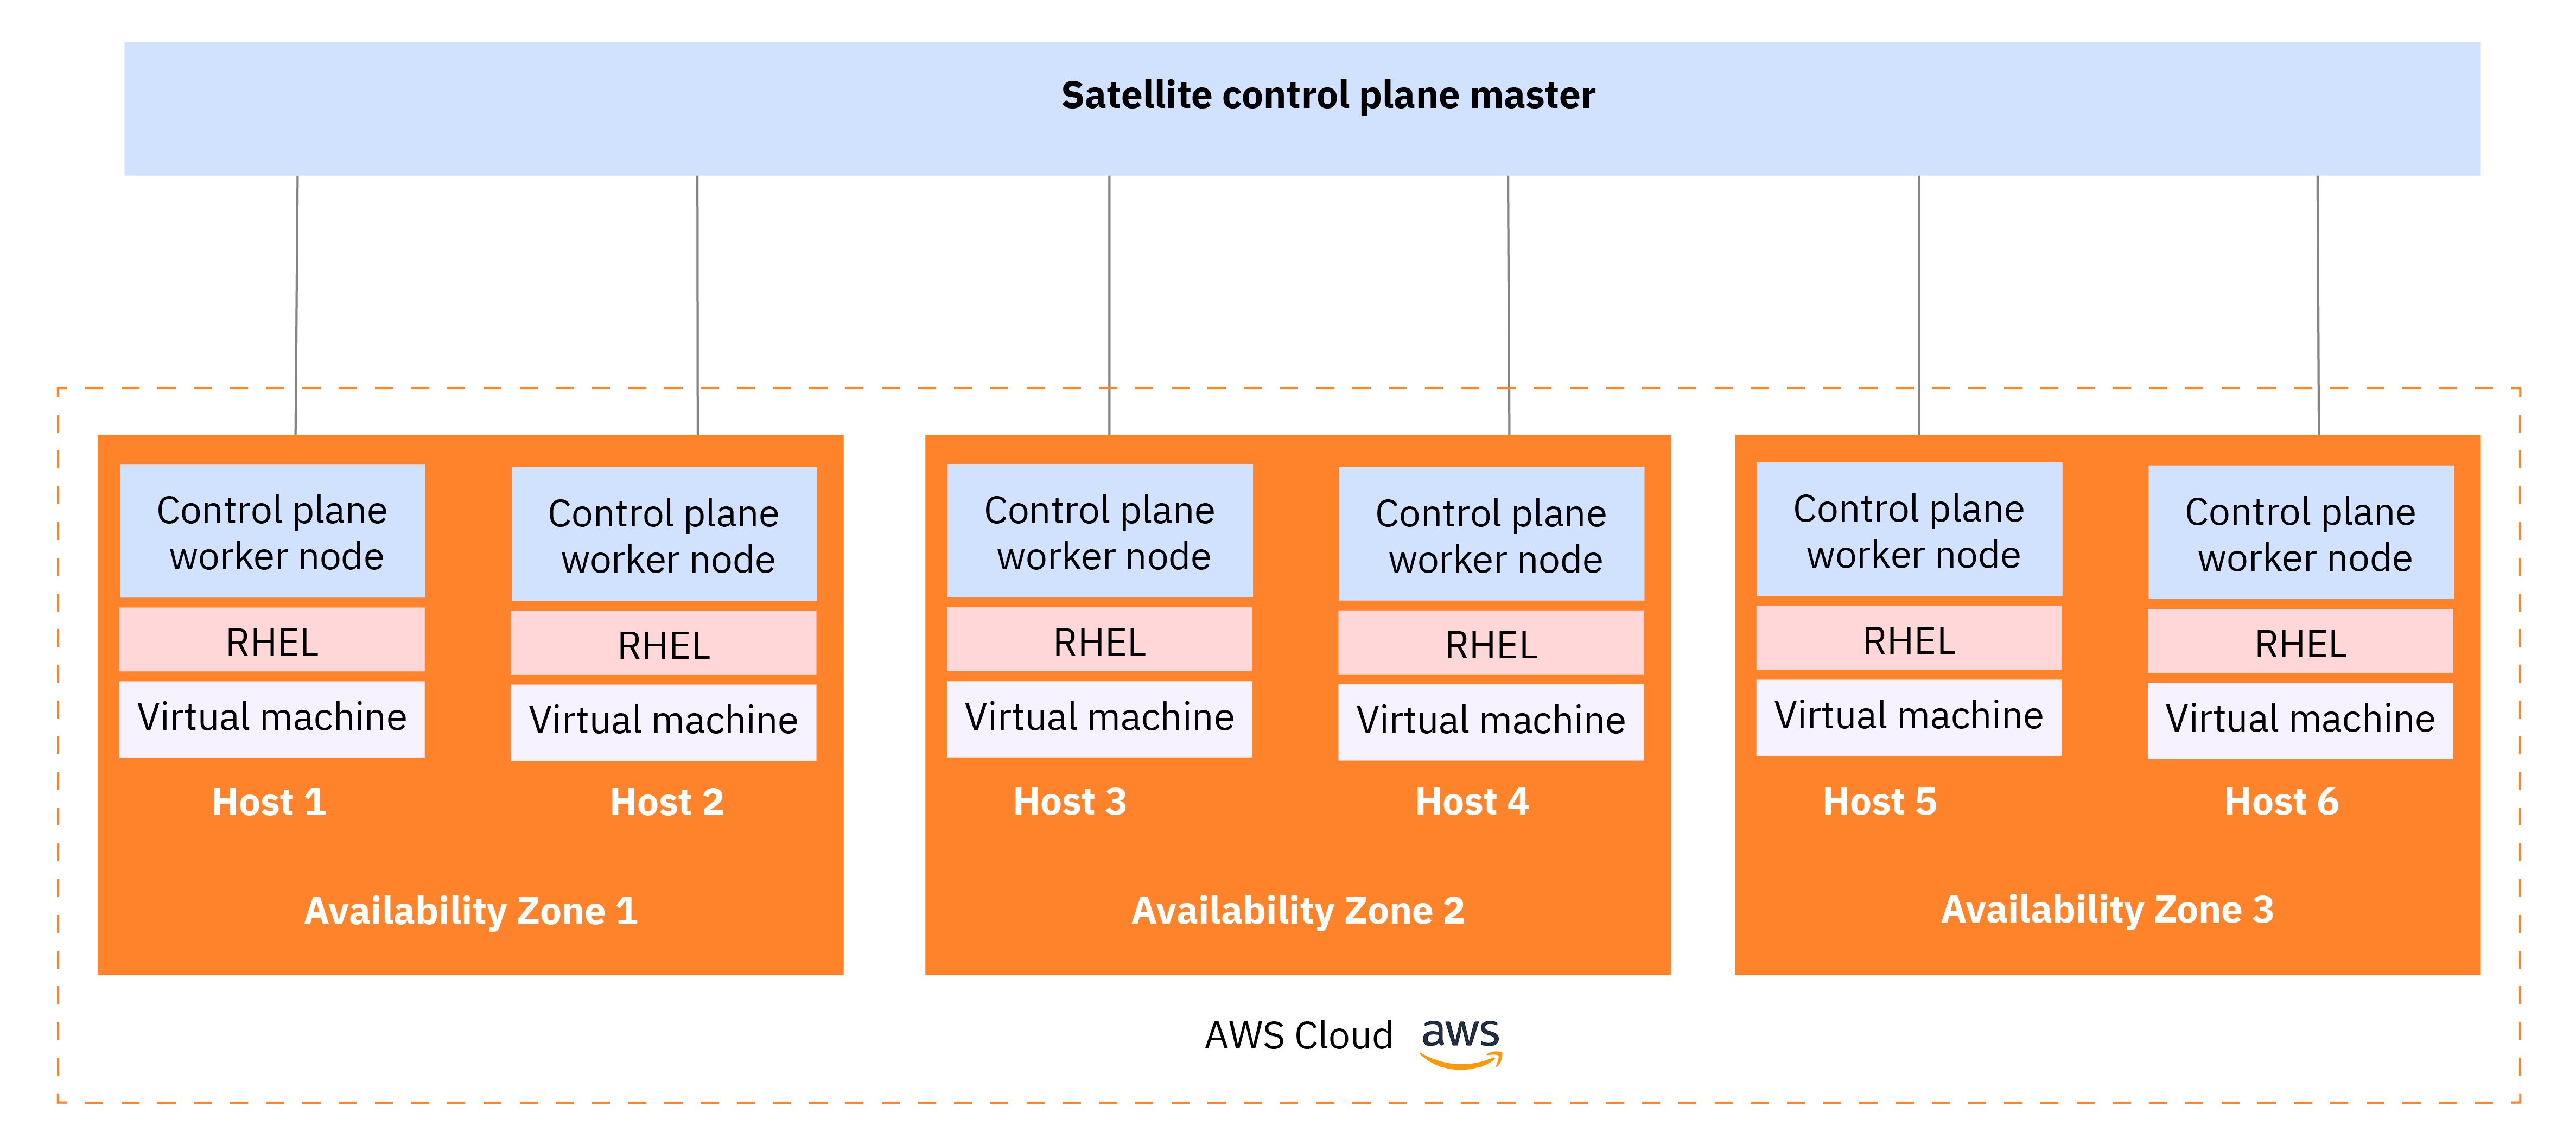 Satellite control plane master
Control plane
worker node
RHEL
Virtual machine
Host 1
Control plane
worker node
RHEL
Virtual machine
Host 2
Availability Zone 1
Control plane
worker node
RHEL
Virtual machine
Host 3
Control plane
worker node
RHEL
Virtual machine
Host 4
Availability Zone 2
Control plane
worker node
RHEL
Virtual machine
Host 5
Control plane
worker node
RHEL
Virtual machine
Host 6
Availability Zone 3
AWS Cloud
aws